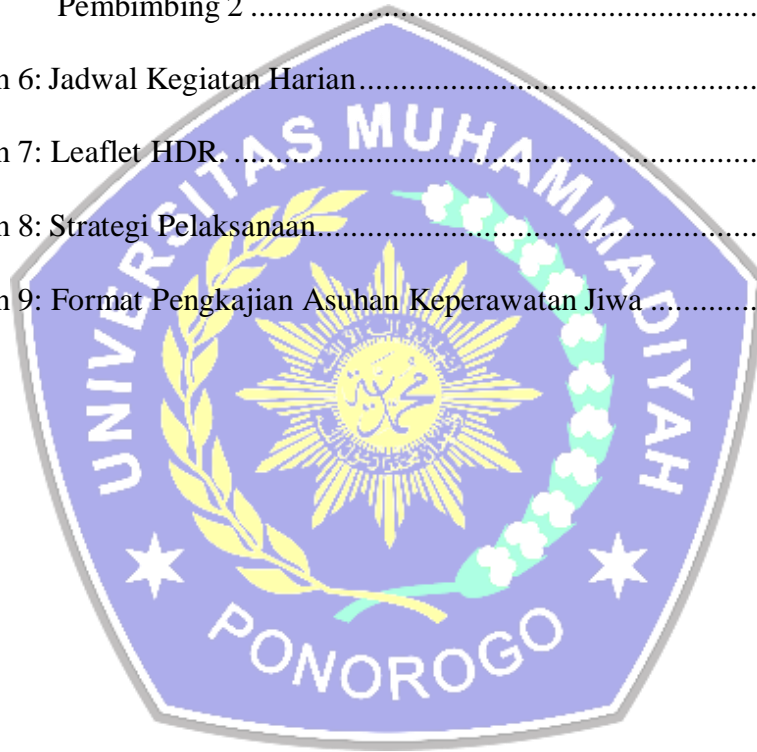 Pembimbing 2 ..............................................................
n 6: Jadwal Kegiatan Harian.................................................
n 7: Leaflet HDR. ................................................................
n 8: Strategi Pelaksanaan......................................................
n 9: Format Pengkajian Asuhan Keperawatan Jiwa .............
UNIVERSITAS MUHAMMADIYAH
PONOROGO